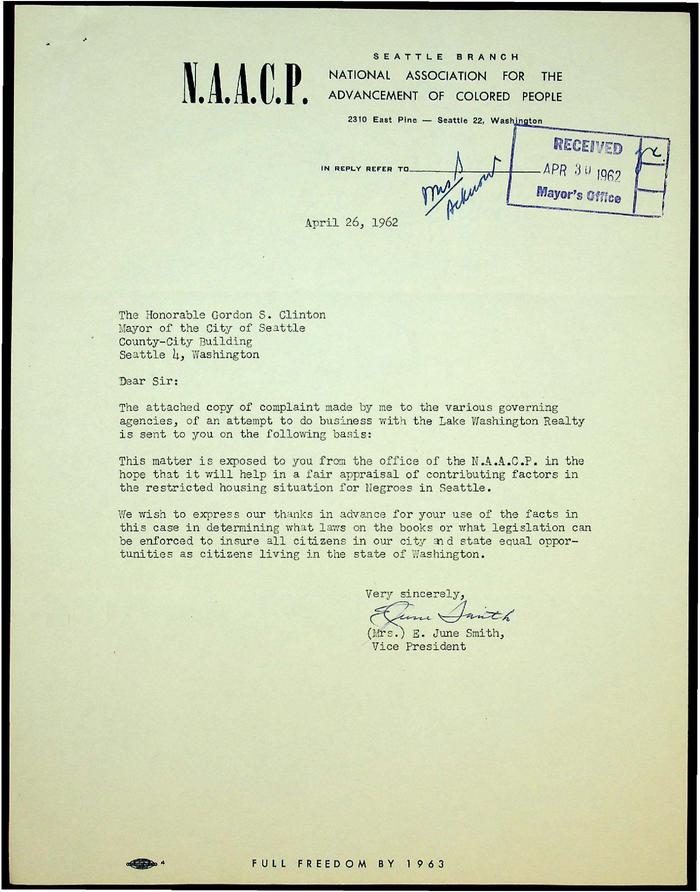 SEATTLE BRANCH
N.A.A.C.P.
NATIONAL ASSOCIATION FOR THE
ADVANCEMENT OF COLORED PEOPLE
2310 East Pine — Seattle 22, Washington
IN REPLY REFER TO
RECEIVED
APR 30 1962
Mayor's Office
April 26, 1962
The Honorable Gordon S. Clinton
Mayor of the City of Seattle
County-City Building
Seattle 4, Washington
Dear Sir:
The attached copy of complaint made by me to the various governing
agencies, of an attempt to do business with the Lake Washington Realty
is sent to you on the following basis:
This matter is exposed to you from the office of the N.A.A.C.P. in the
hope that it will help in a fair appraisal of contributing factors in
the restricted housing situation for Negroes in Seattle.
We wish to express our thanks in advance for your use of the facts in
this case in determining what laws on the books or what legislation can
be enforced to insure all citizens in our city and state equal oppor-
tunities as citizens living in the state of Washington.
Very sincerely,
E June Smith
(Mrs.) E. June Smith,
Vice President
4
FULL FREEDOM BY 1963